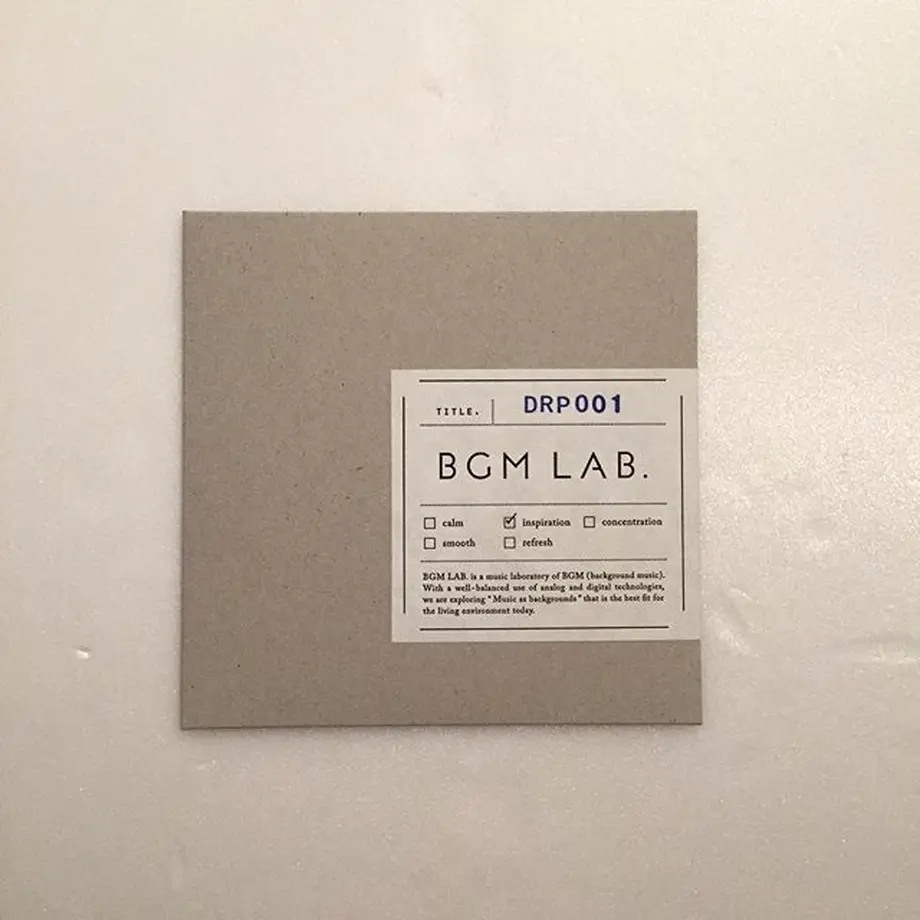 TITLE. DRP001
BGM LAB.
calm inspiration concentration
smooth refresh
BGM LAB. is a music laboratory of BGM (background music).
With a well-balanced use of analog and digital technologies,
we are exploring "Music as backgrounds" that is the best fit for
the living environment today.